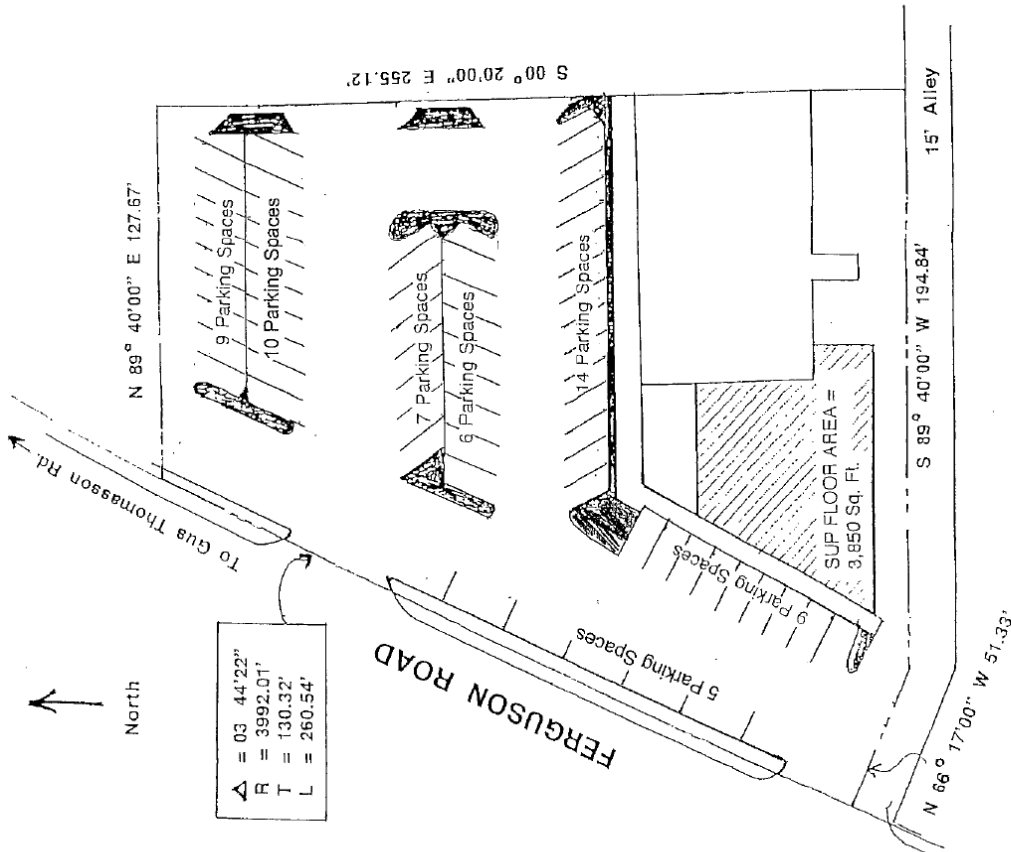 N 89° 40'00" E 127.67'
S 00° 20'00" E 255.12'
To Gus Thomasson Rd.
North
9 Parking Spaces
10 Parking Spaces
7 Parking Spaces
6 Parking Spaces
14 Parking Spaces
△ = 03 44'22"
R = 3992.01'
T = 130.32'
L = 260.54'
FERGUSON ROAD
5 Parking Spaces
9 Parking Spaces
SUP FLOOR AREA =
3,850 Sq. Ft.
15' Alley
S 89° 40'00" W 194.84'
N 66° 17'00" W 51.33'